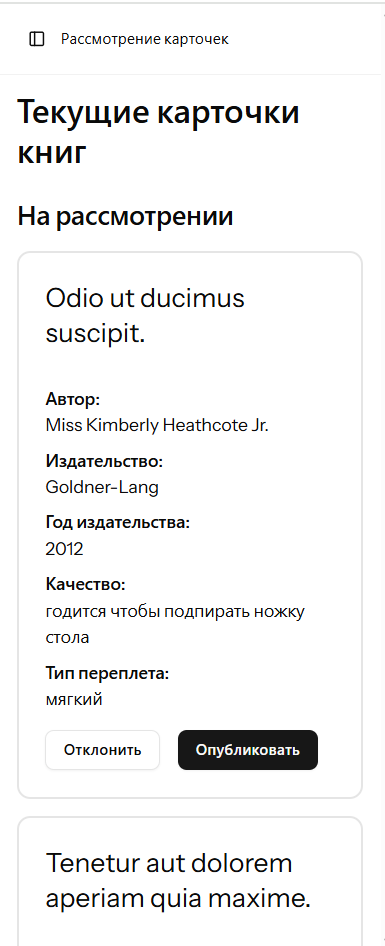 Рассмотрение карточек
Текущие карточки
книг
На рассмотрении
Odio ut ducimus
suscipit.
Автор:
Miss Kimberly Heathcote Jr.
Издательство:
Goldner-Lang
Год издательства:
2012
Качество:
годится чтобы подпирать ножку
стола
Тип переплета:
мягкий
Отклонить
Опубликовать
Tenetur aut dolorem
aperiam quia maxime.